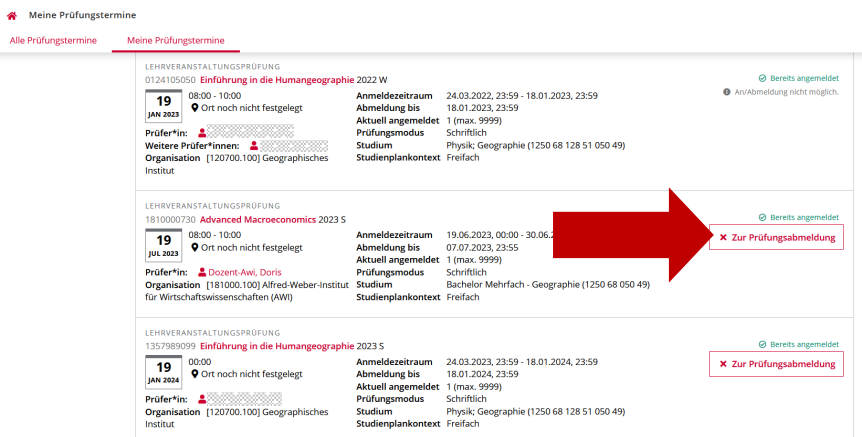 Meine Prüfungstermine
Alle Prüfungstermine Meine Prüfungstermine
LEHRVERANSTALTUNGSPRÜFUNG
0124105050 Einführung in die Humangeographie 2022 W
19
JAN 2023
08:00 - 10:00
Ort noch nicht festgelegt
Prüfer*in:
Weitere Prüfer*innen:
Organisation [120700.100] Geographisches
Institut
Anmeldezeitraum 24.03.2022, 23:59 - 18.01.2023, 23:59
Abmeldung bis 18.01.2023, 23:59
Aktuell angemeldet 1 (max. 9999)
Prüfungsmodus Schriftlich
Studium Physik; Geographie (1250 68 128 51 050 49)
Studienplankontext Freifach
Bereits angemeldet
An/Abmeldung nicht möglich.
LEHRVERANSTALTUNGSPRÜFUNG
1810000730 Advanced Macroeconomics 2023 S
19
JUL 2023
08:00 - 10:00
Ort noch nicht festgelegt
Prüfer*in: Dozent-Awi, Doris
Organisation [181000.100] Alfred-Weber-Institut
für Wirtschaftswissenschaften (AWI)
Anmeldezeitraum 19.06.2023, 00:00 - 30.06.2
Abmeldung bis 07.07.2023, 23:55
Aktuell angemeldet 1 (max. 9999)
Prüfungsmodus Schriftlich
Studium Bachelor Mehrfach - Geographie (1250 68 050 49)
Studienplankontext Freifach
Bereits angemeldet
Zur Prüfungsabmeldung
LEHRVERANSTALTUNGSPRÜFUNG
1357989099 Einführung in die Humangeographie 2023 S
19
JAN 2024
00:00
Ort noch nicht festgelegt
Prüfer*in:
Organisation [120700.100] Geographisches
Institut
Anmeldezeitraum 24.03.2023, 23:59 - 18.01.2024, 23:59
Abmeldung bis 18.01.2024, 23:59
Aktuell angemeldet 1 (max. 9999)
Prüfungsmodus Schriftlich
Studium Physik; Geographie (1250 68 128 51 050 49)
Studienplankontext Freifach
Bereits angemeldet
Zur Prüfungsabmeldung